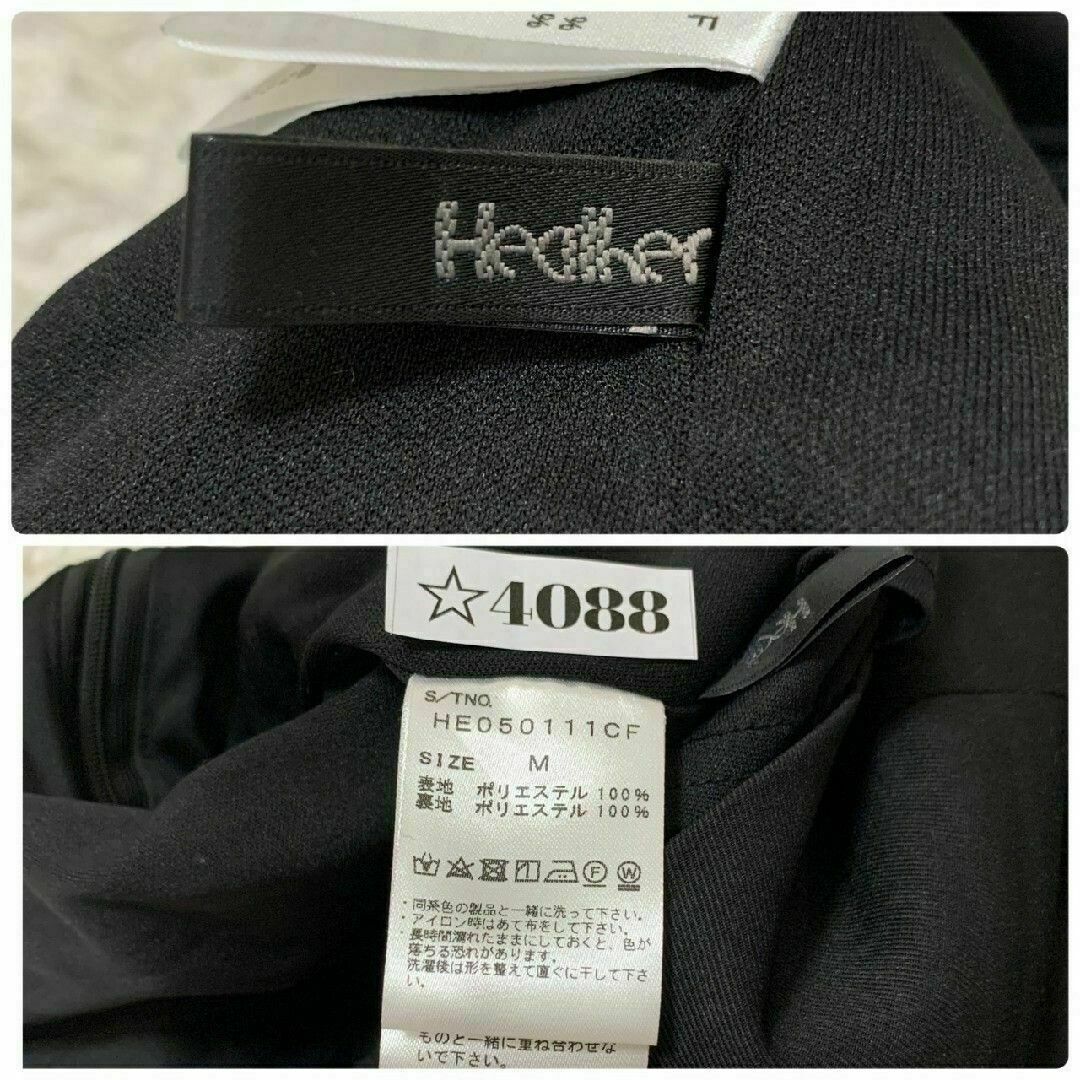 F
%
%
Heather
☆4088
S/TNO.
HE050111CF
SIZE M
表地 ポリエステル 100%
裏地 ポリエステル 100%
F W
・同系色の製品と一緒に洗って下さい。
・アイロン時はあて布をして下さい。
・長時間濡れたままにしておくと、色が
落ちる恐れがあります。
洗濯後は形を整えて直ぐに干して下さ
い。
ものと一緒に重ね合わせな
いで下さい。